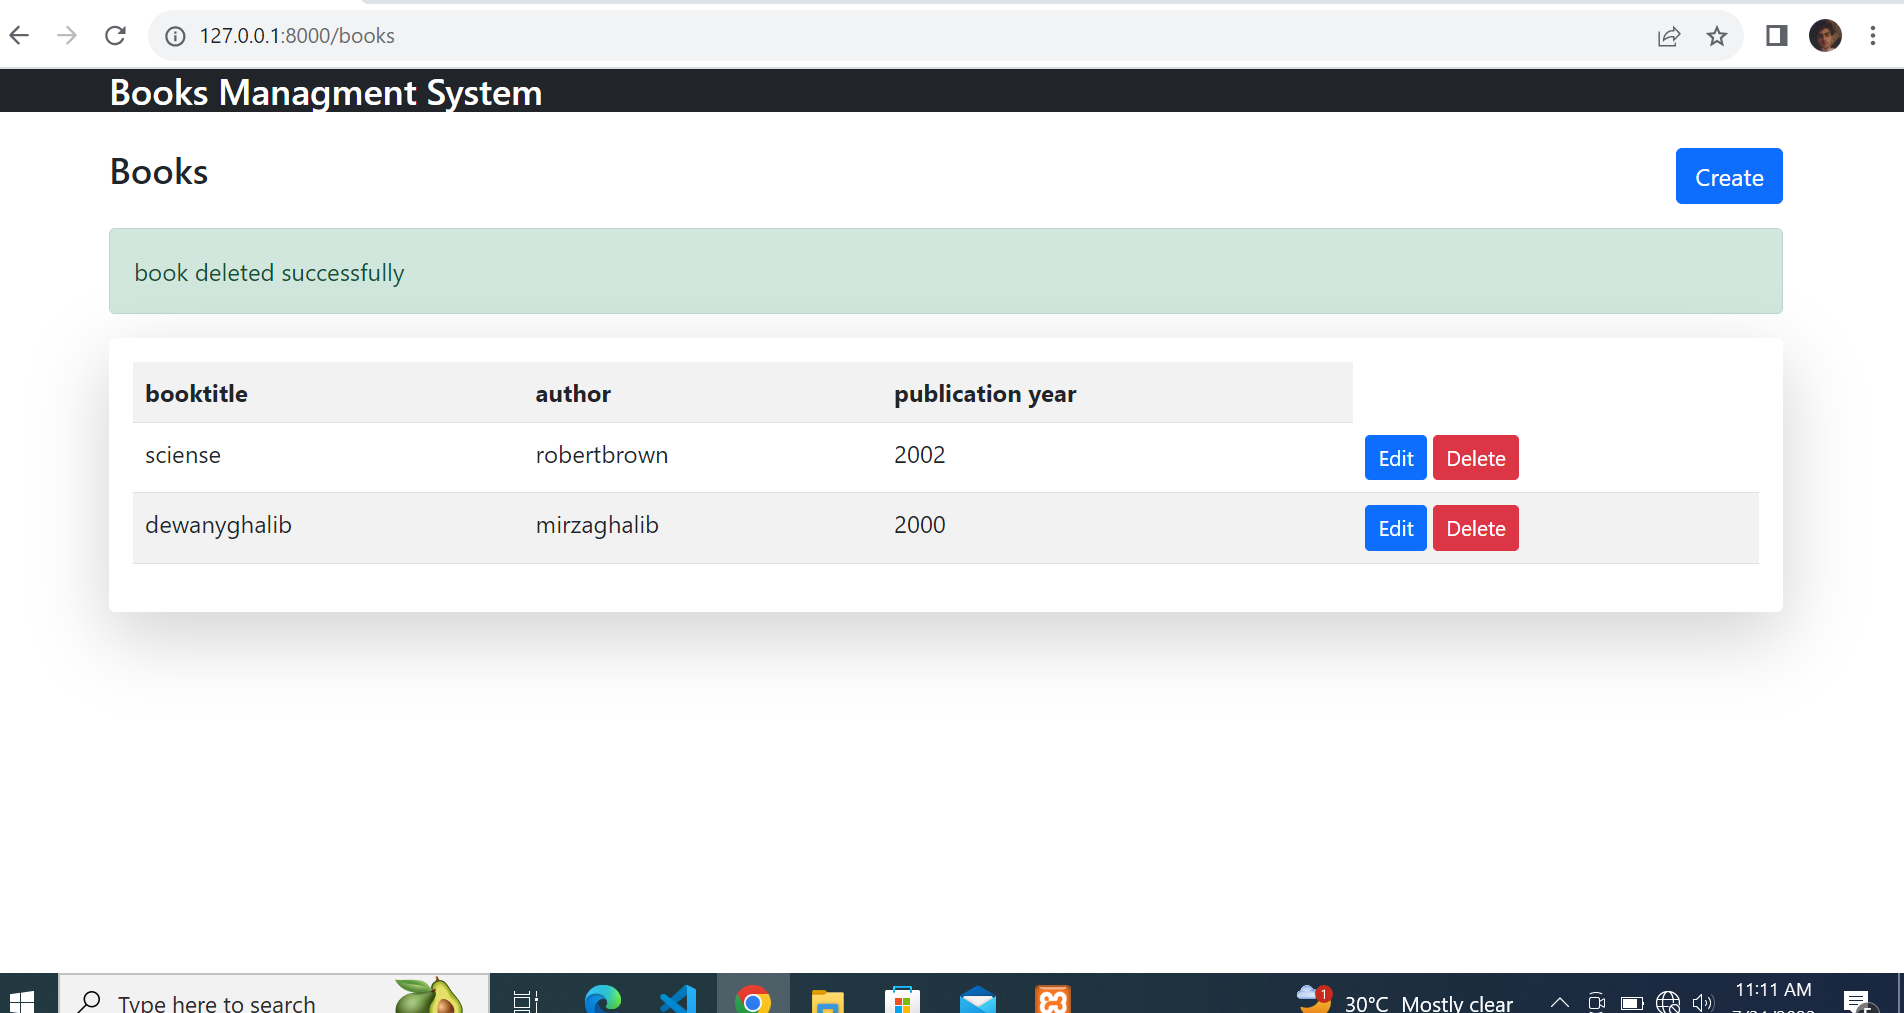 127.0.0.1:8000/books
Books Managment System
Books
Create
book deleted successfully
booktitle author publication year
sciense robertbrown 2002 Edit Delete
dewanyghalib mirzaghalib 2000 Edit Delete
Type here to search
1
30°C Mostly clear
11:11 AM